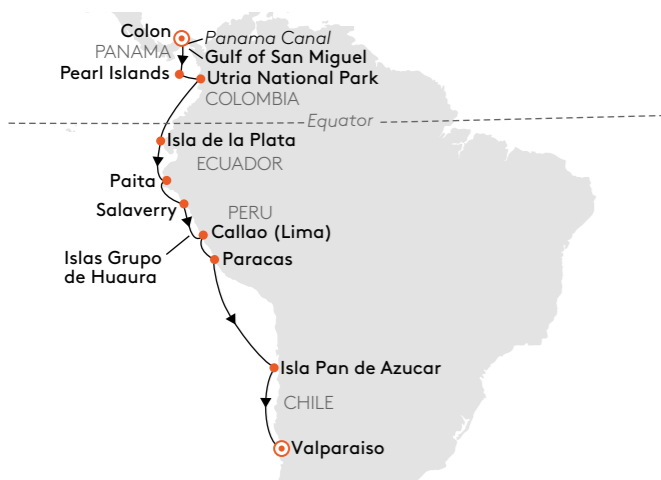 Colon
Panama Canal
PANAMA
Gulf of San Miguel
Pearl Islands
Utria National Park
COLOMBIA
Equator
Isla de la Plata
ECUADOR
Paita
Salaverry
PERU
Callao (Lima)
Islas Grupo
de Huaura
Paracas
Isla Pan de Azucar
CHILE
Valparaiso